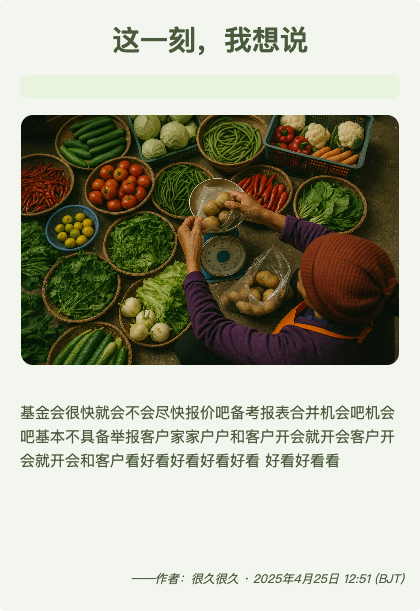 这一刻，我想说
基金会很快就会不会尽快报价吧备考报表合并机会吧机会
吧基本不具备举报客户家家户户和客户开会就开会客户开
会就开会和客户看好看好看好看好看 好看好看看
——作者：很久很久 · 2025年4月25日 12:51 (BJT)